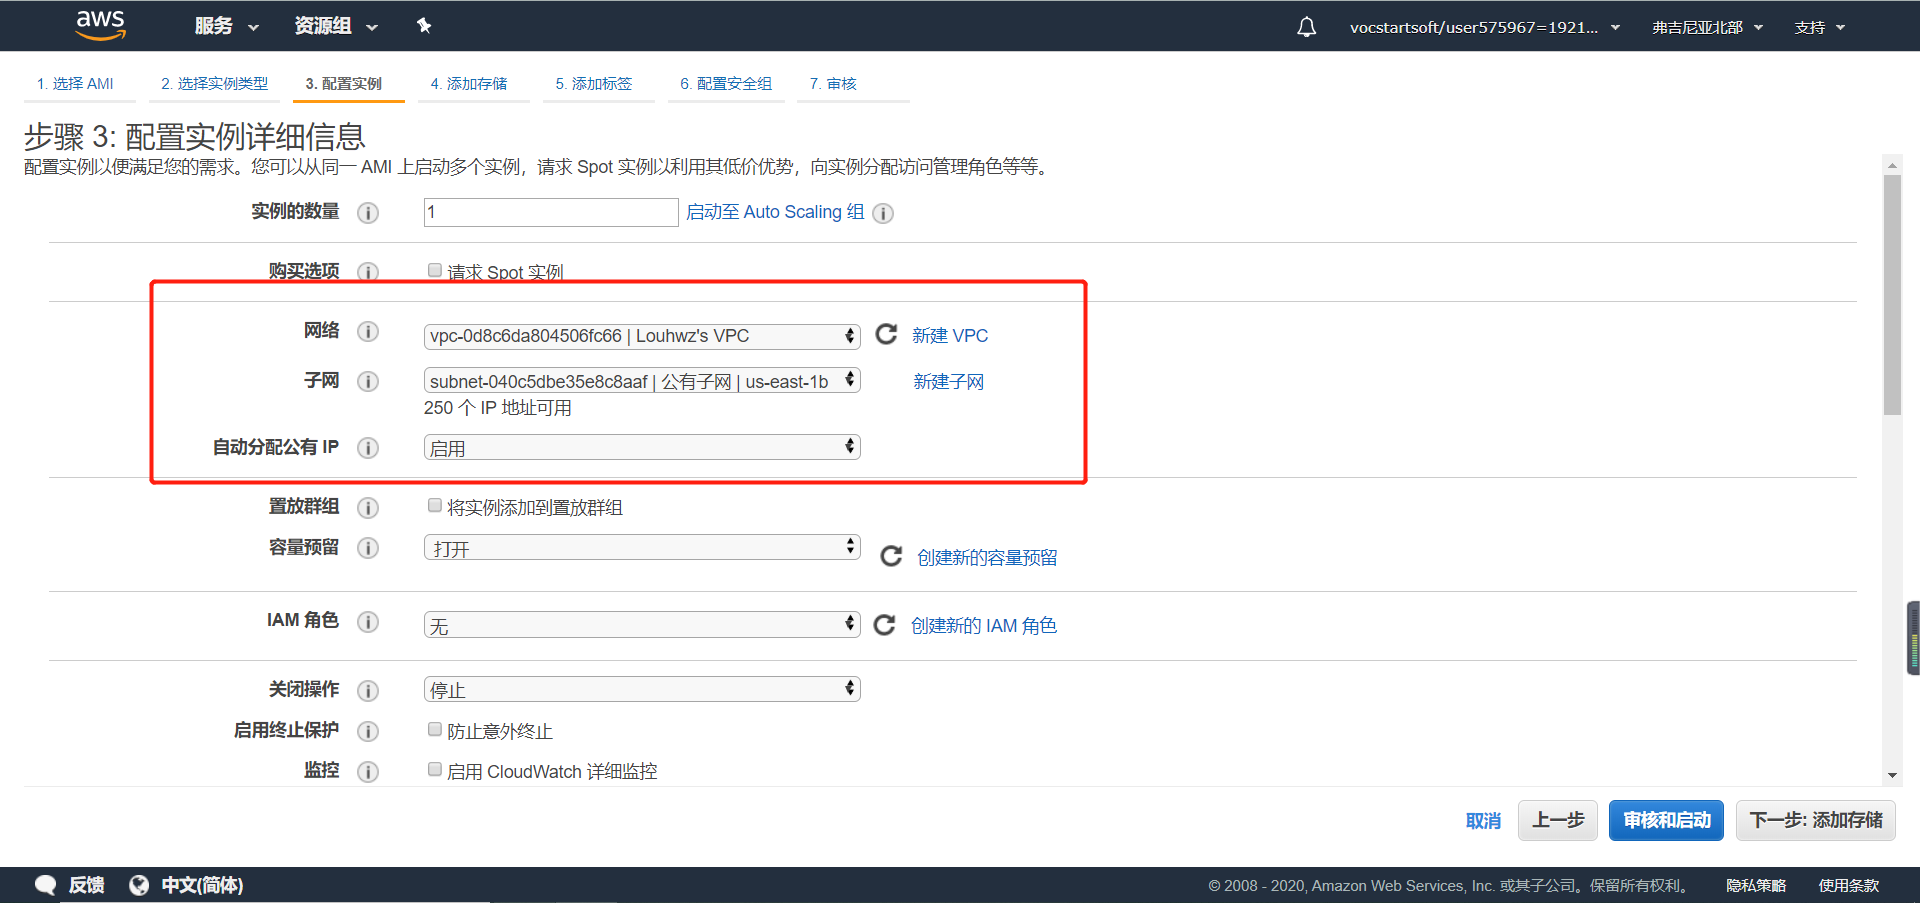 aws 服务 资源组 vocstartsoft/user575967=1921... 弗吉尼亚北部 支持
1. 选择 AMI 2. 选择实例类型 3. 配置实例 4. 添加存储 5. 添加标签 6. 配置安全组 7. 审核
步骤 3: 配置实例详细信息
配置实例以便满足您的需求。您可以从同一 AMI 上启动多个实例，请求 Spot 实例以利用其低价优势，向实例分配访问管理角色等等。
实例的数量 1 启动至 Auto Scaling 组
购买选项 请求 Spot 实例
网络 vpc-0d8c6da804506fc66 | Louhwz's VPC 新建 VPC
子网 subnet-040c5dbe35e8c8aaf | 公有子网 | us-east-1b 新建子网
250 个 IP 地址可用
自动分配公有 IP 启用
置放群组 将实例添加到置放群组
容量预留 打开 创建新的容量预留
IAM 角色 无 创建新的 IAM 角色
关闭操作 停止
启用终止保护 防止意外终止
监控 启用 CloudWatch 详细监控
取消 上一步 审核和启动 下一步: 添加存储
反馈 中文(简体) © 2008 - 2020, Amazon Web Services, Inc. 或其子公司。保留所有权利。 隐私策略 使用条款